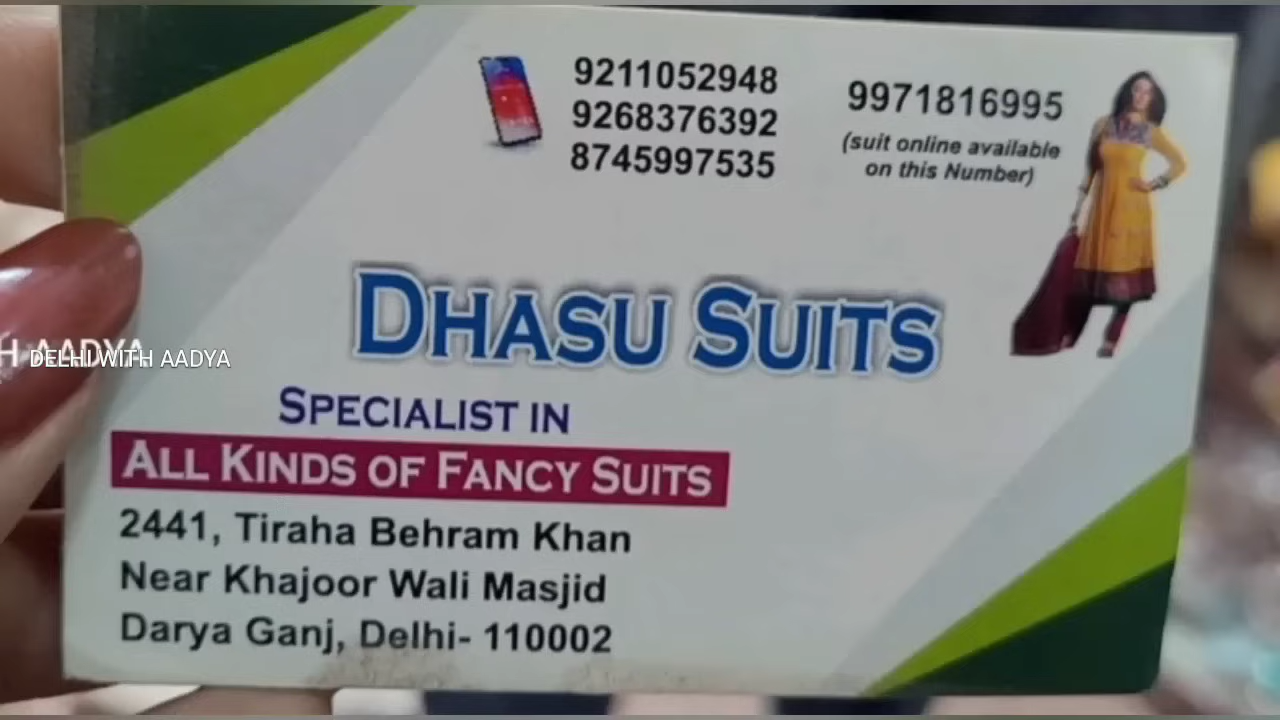 9211052948
9268376392
8745997535
9971816995
(suit online available
on this Number)
DHASU SUITS
SPECIALIST IN
ALL KINDS OF FANCY SUITS
2441, Tiraha Behram Khan
Near Khajoor Wali Masjid
Darya Ganj, Delhi- 110002
H AADYA
DELHI WITH AADYA